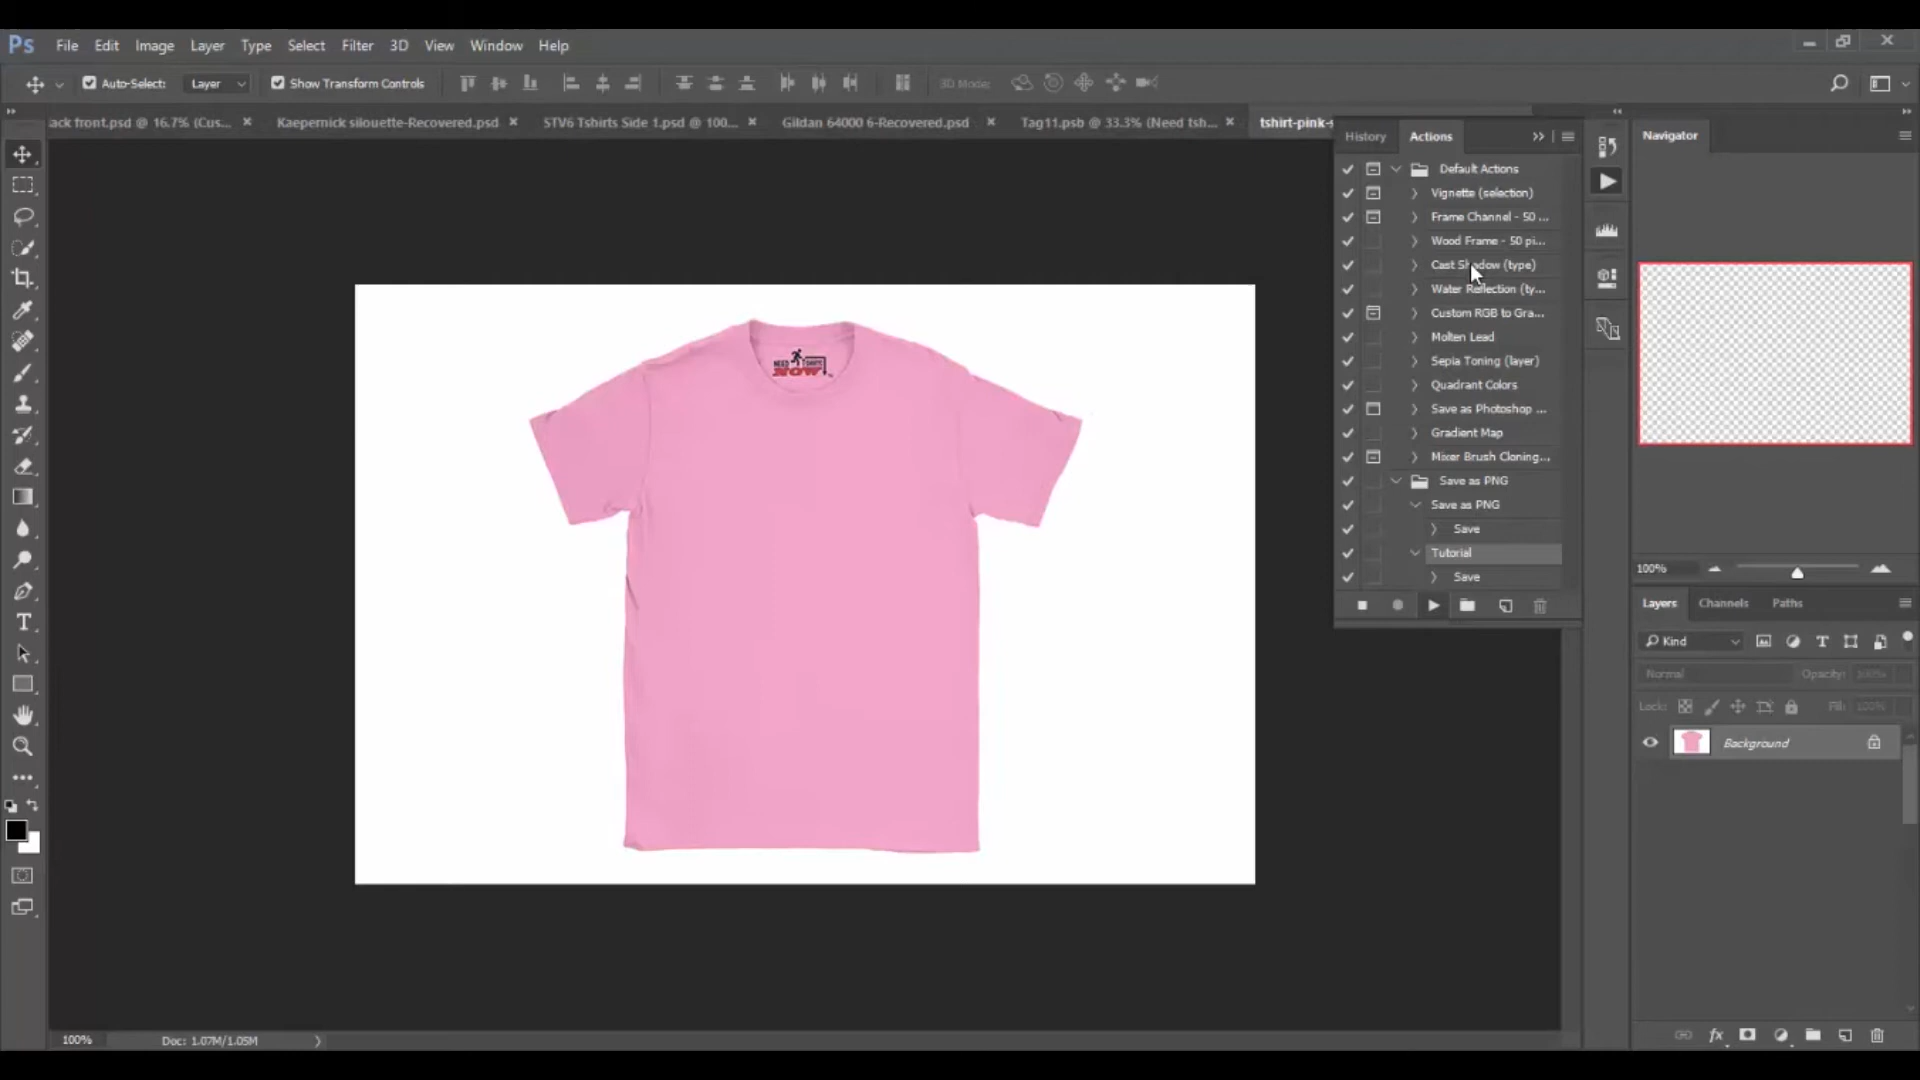 Ps File Edit Image Layer Type Select Filter 3D View Window Help
Auto-Select: Layer Show Transform Controls 3D Mode:
ack front.psd @ 16.7% (Cus... × Kaepernick silouette-Recovered.psd × STV6 Tshirts Side 1.psd @ 100... × Gildan 64000 6-Recovered.psd × Tag11.psb @ 33.3% (Need tsh... × tshirt-pink-s
History Actions
Default Actions
Vignette (selection)
Frame Channel - 50 ...
Wood Frame - 50 pi...
Cast Shadow (type)
Water Reflection (ty...
Custom RGB to Gra...
Molten Lead
Sepia Toning (layer)
Quadrant Colors
Save as Photoshop ...
Gradient Map
Mixer Brush Cloning...
Save as PNG
Save as PNG
Save
Tutorial
Save
Navigator
100%
Layers Channels Paths
Kind
Normal Opacity: 100%
Lock: Fill: 100%
Background
NEED TSHIRTS
NOW
100% Doc: 1.07M/1.05M